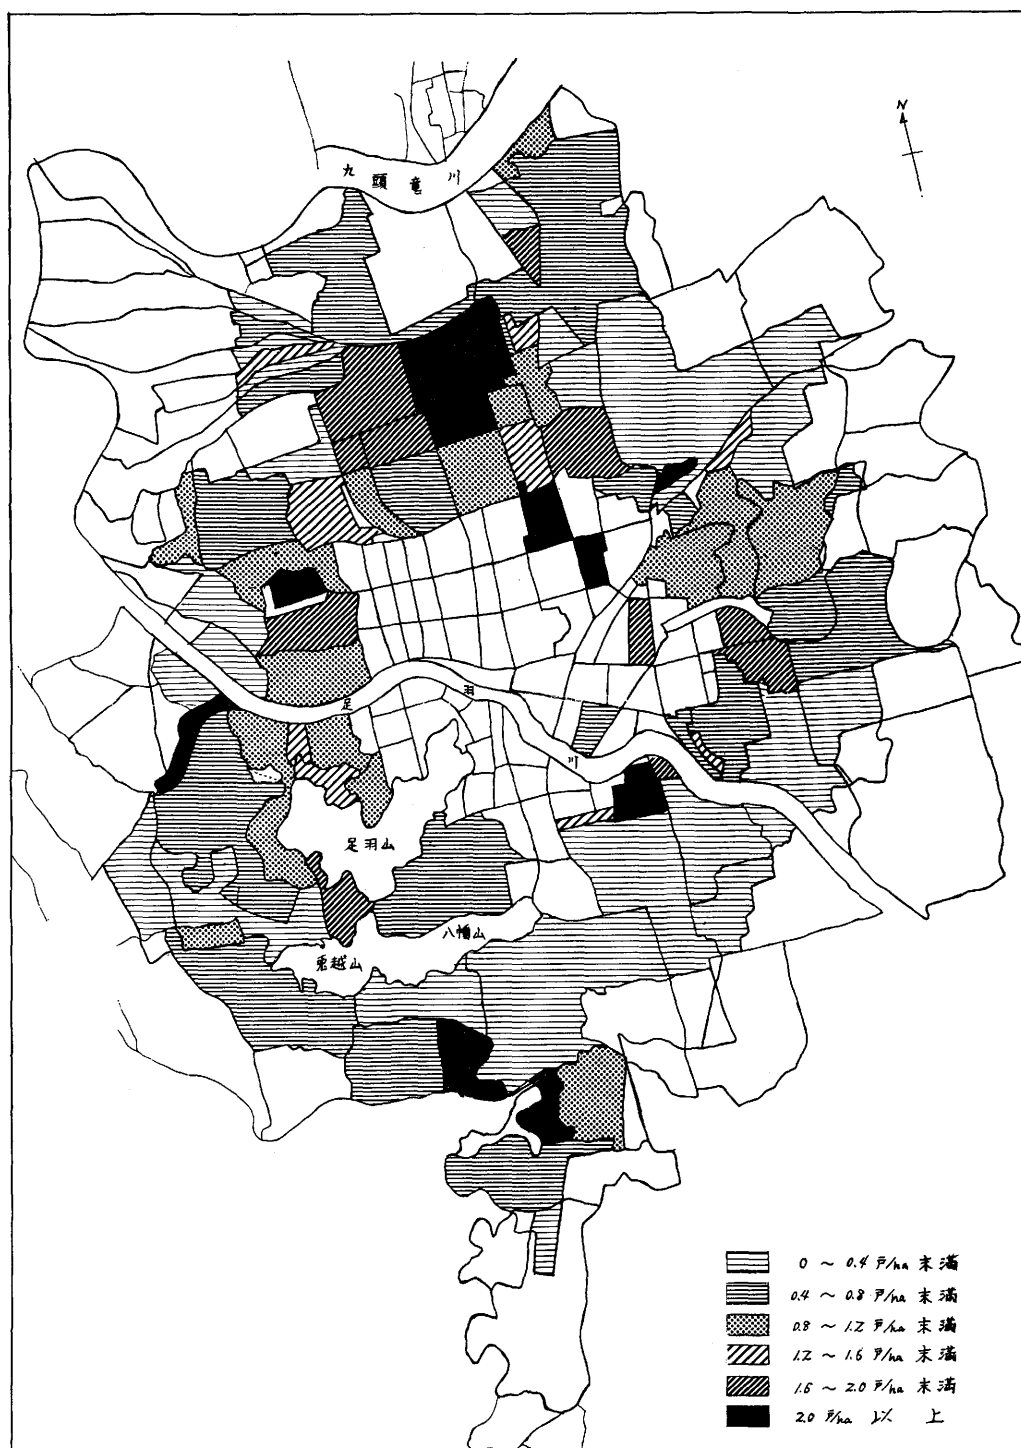 N
九頭竜川
足羽川
足羽山
八幡山
兎越山
0 ～ 0.4 戸/ha 未満
0.4 ～ 0.8 戸/ha 未満
0.8 ～ 1.2 戸/ha 未満
1.2 ～ 1.6 戸/ha 未満
1.6 ～ 2.0 戸/ha 未満
2.0 戸/ha 以上